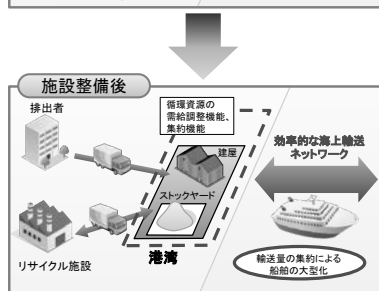 施設整備後
排出者
循環資源の
需給調整機能、
集約機能
建屋
ストックヤード
リサイクル施設
港湾
効率的な海上輸送
ネットワーク
輸送量の集約による
船舶の大型化